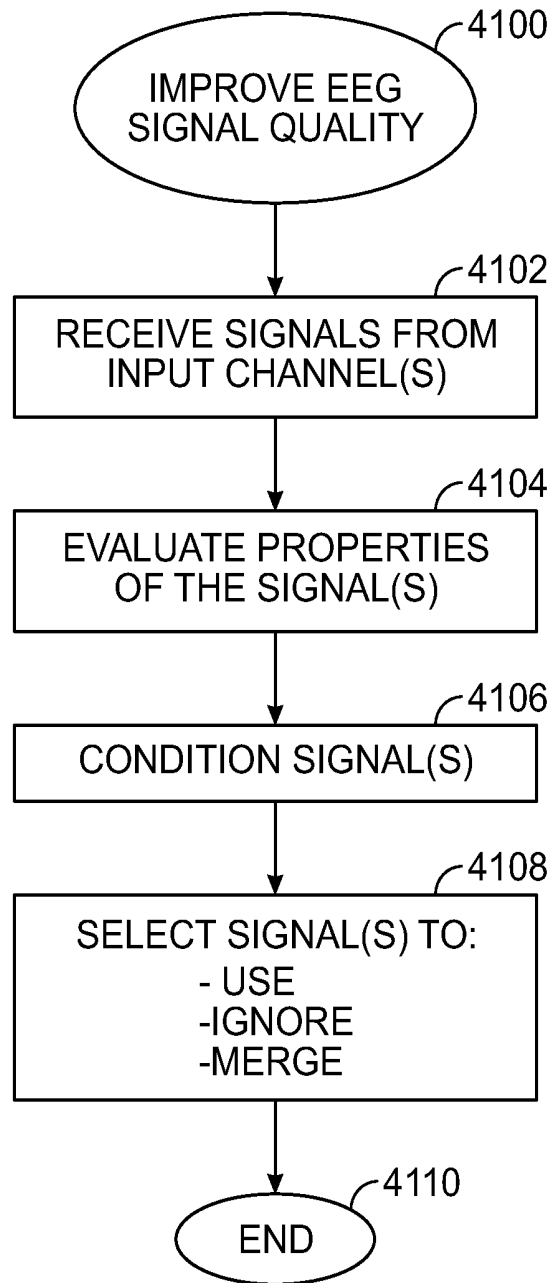 4100
IMPROVE EEG
SIGNAL QUALITY
4102
RECEIVE SIGNALS FROM
INPUT CHANNEL(S)
4104
EVALUATE PROPERTIES
OF THE SIGNAL(S)
4106
CONDITION SIGNAL(S)
4108
SELECT SIGNAL(S) TO:
- USE
-IGNORE
-MERGE
4110
END